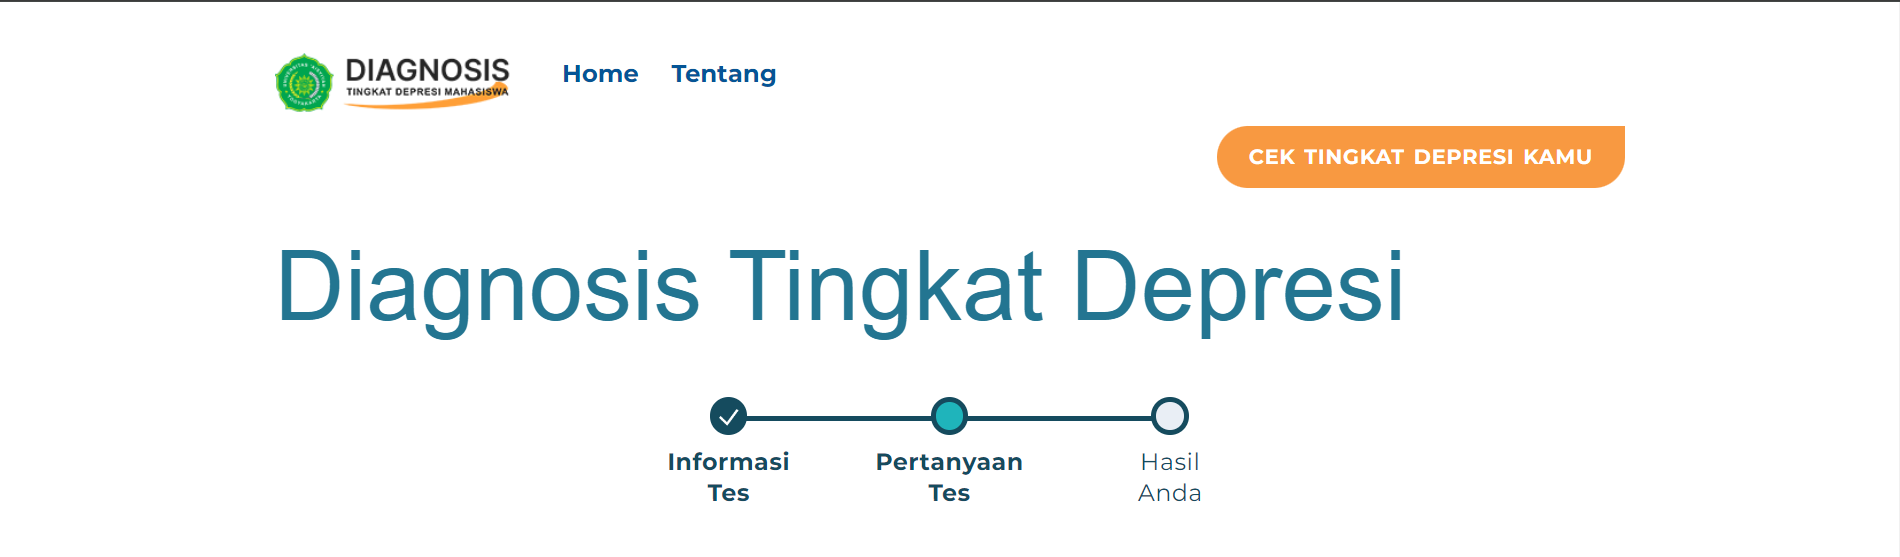 DIAGNOSIS
TINGKAT DEPRESI MAHASISWA
Home
Tentang
CEK TINGKAT DEPRESI KAMU
Diagnosis Tingkat Depresi
Informasi
Tes
Pertanyaan
Tes
Hasil
Anda